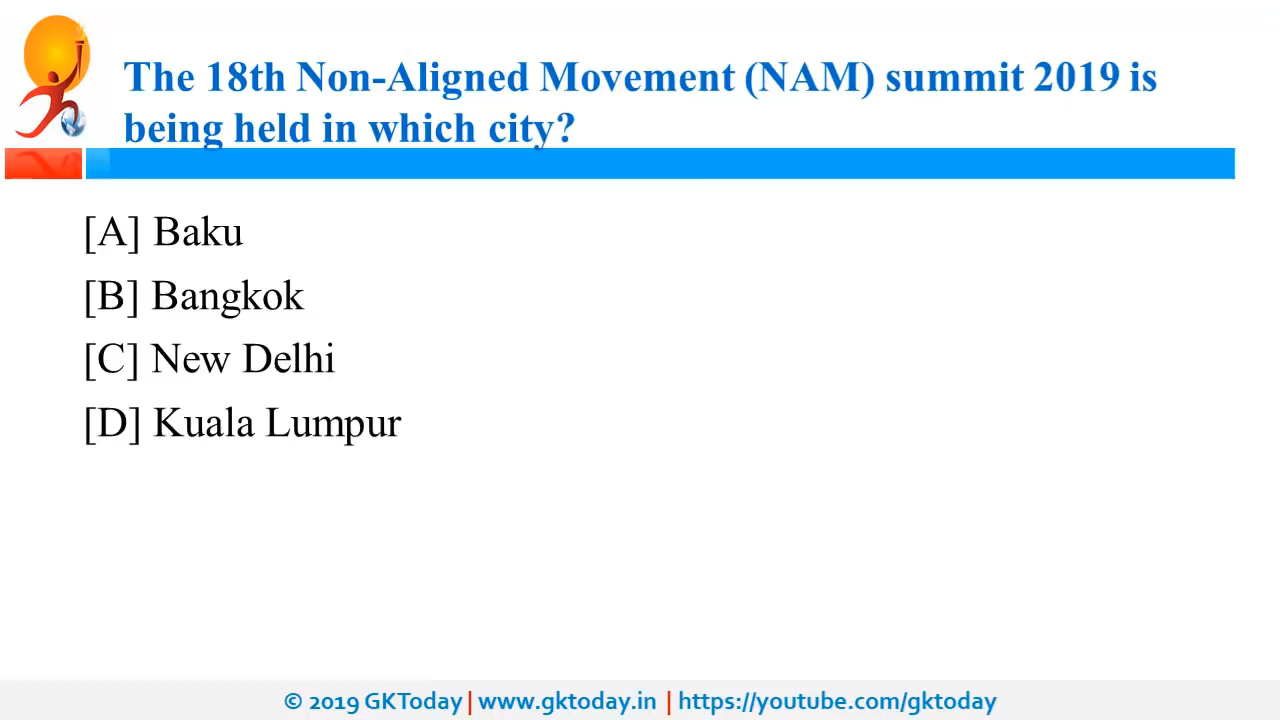 The 18th Non-Aligned Movement (NAM) summit 2019 is
being held in which city?
[A] Baku
[B] Bangkok
[C] New Delhi
[D] Kuala Lumpur
© 2019 GKToday | www.gktoday.in | https://youtube.com/gktoday